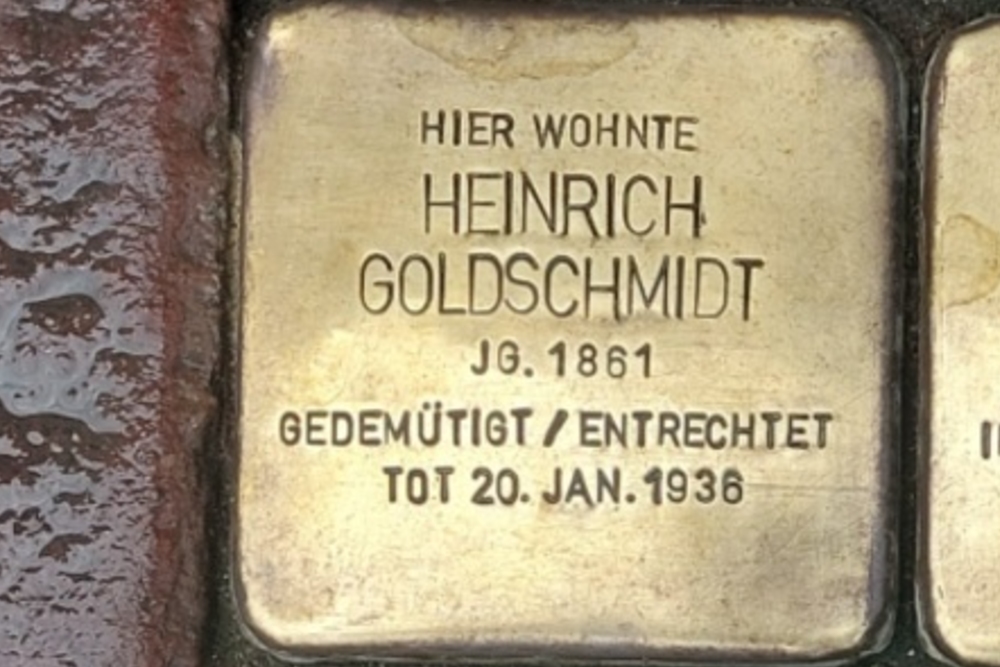 HIER WOHNTE
HEINRICH
GOLDSCHMIDT
JG. 1861
GEDEMÜTIGT / ENTRECHTET
TOT 20. JAN. 1936